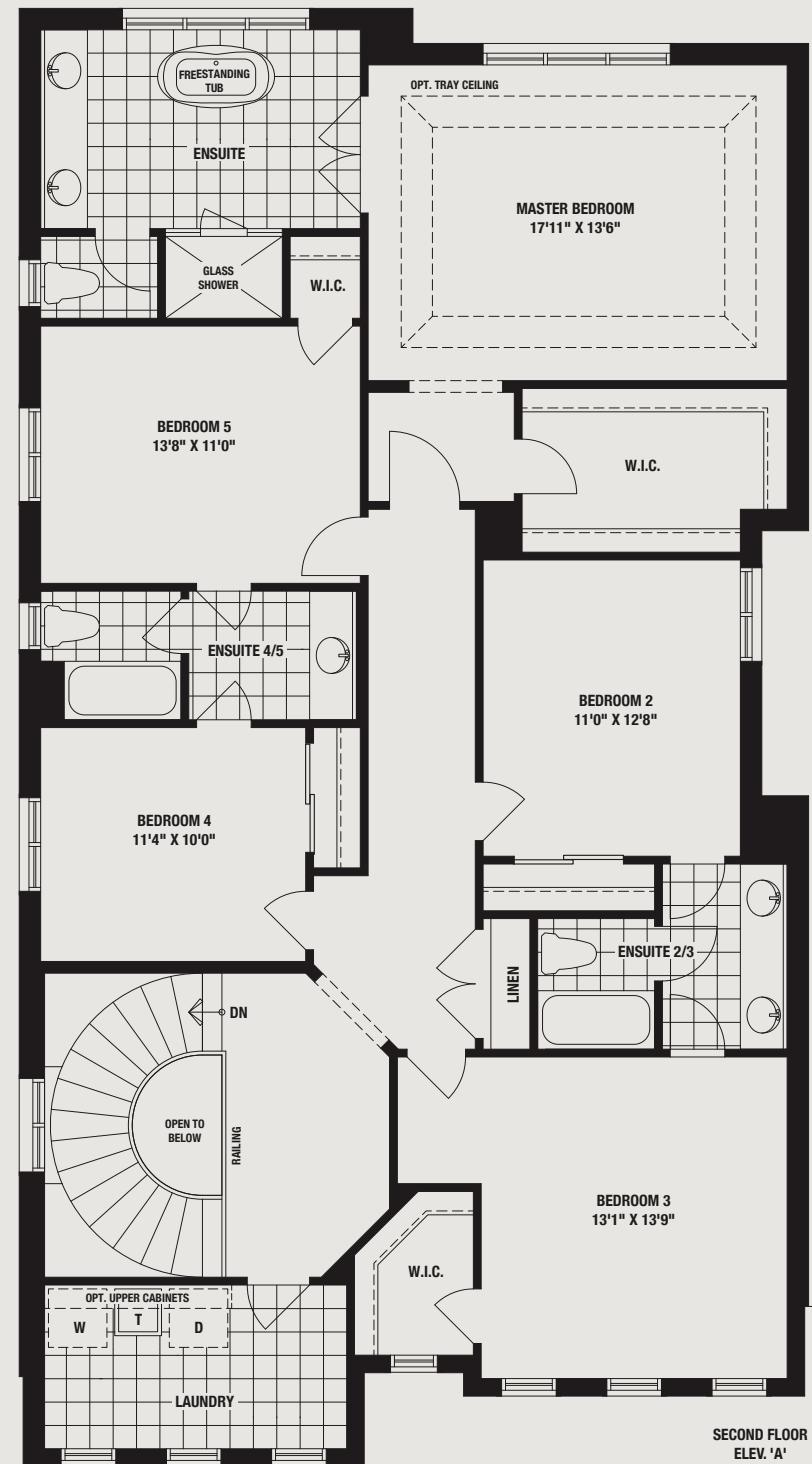 FREESTANDING
TUB
OPT. TRAY CEILING
ENSUITE
MASTER BEDROOM
17'11" X 13'6"
GLASS
SHOWER
W.I.C.
BEDROOM 5
13'8" X 11'0"
W.I.C.
ENSUITE 4/5
BEDROOM 2
11'0" X 12'8"
BEDROOM 4
11'4" X 10'0"
ENSUITE 2/3
LINEN
DN
OPEN TO
BELOW
RAILING
BEDROOM 3
13'1" X 13'9"
W.I.C.
OPT. UPPER CABINETS
W
T
D
LAUNDRY
SECOND FLOOR
ELEV. 'A'